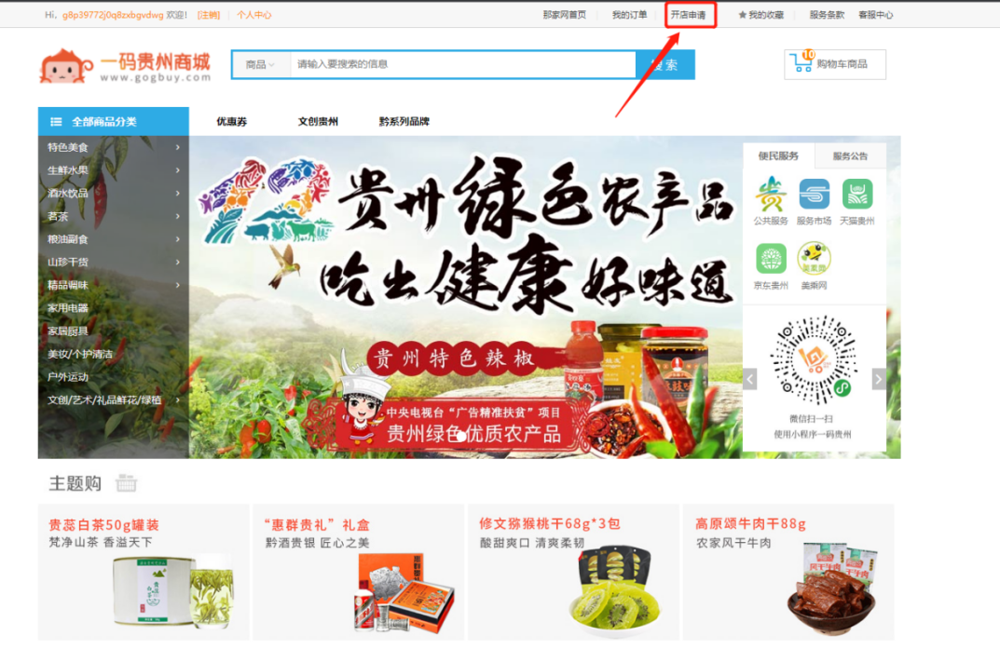 Hi, g8p39772j0q8zxbgvdwg 欢迎! [注销] 个人中心
那家网首页 我的订单 开店申请 ★我的收藏 服务条款 客服中心
一码贵州商城
www.gogbuy.com
商品 请输入要搜索的信息 搜索
10 购物车商品
全部商品分类 优惠券 文创贵州 黔系列品牌
特色美食
生鲜水果
酒水饮品
茗茶
粮油副食
山珍干货
精品调味
家用电器
家居厨具
美妆/个护清洁
户外运动
文创/艺术/礼品鲜花/绿植
12 贵州绿色农产品
吃出健康好味道
贵州特色辣椒
中央电视台“广告精准扶贫”项目
贵州绿色优质农产品
便民服务 服务公告
公共服务 服务市场 天猫贵州
京东贵州 美乘网
微信扫一扫
使用小程序一码贵州
主题购
贵蕊白茶50g罐装
梵净山茶 香溢天下
“惠群贵礼”礼盒
黔酒贵银 匠心之美
修文猕猴桃干68g*3包
酸甜爽口 清爽柔韧
高原颂牛肉干88g
农家风干牛肉